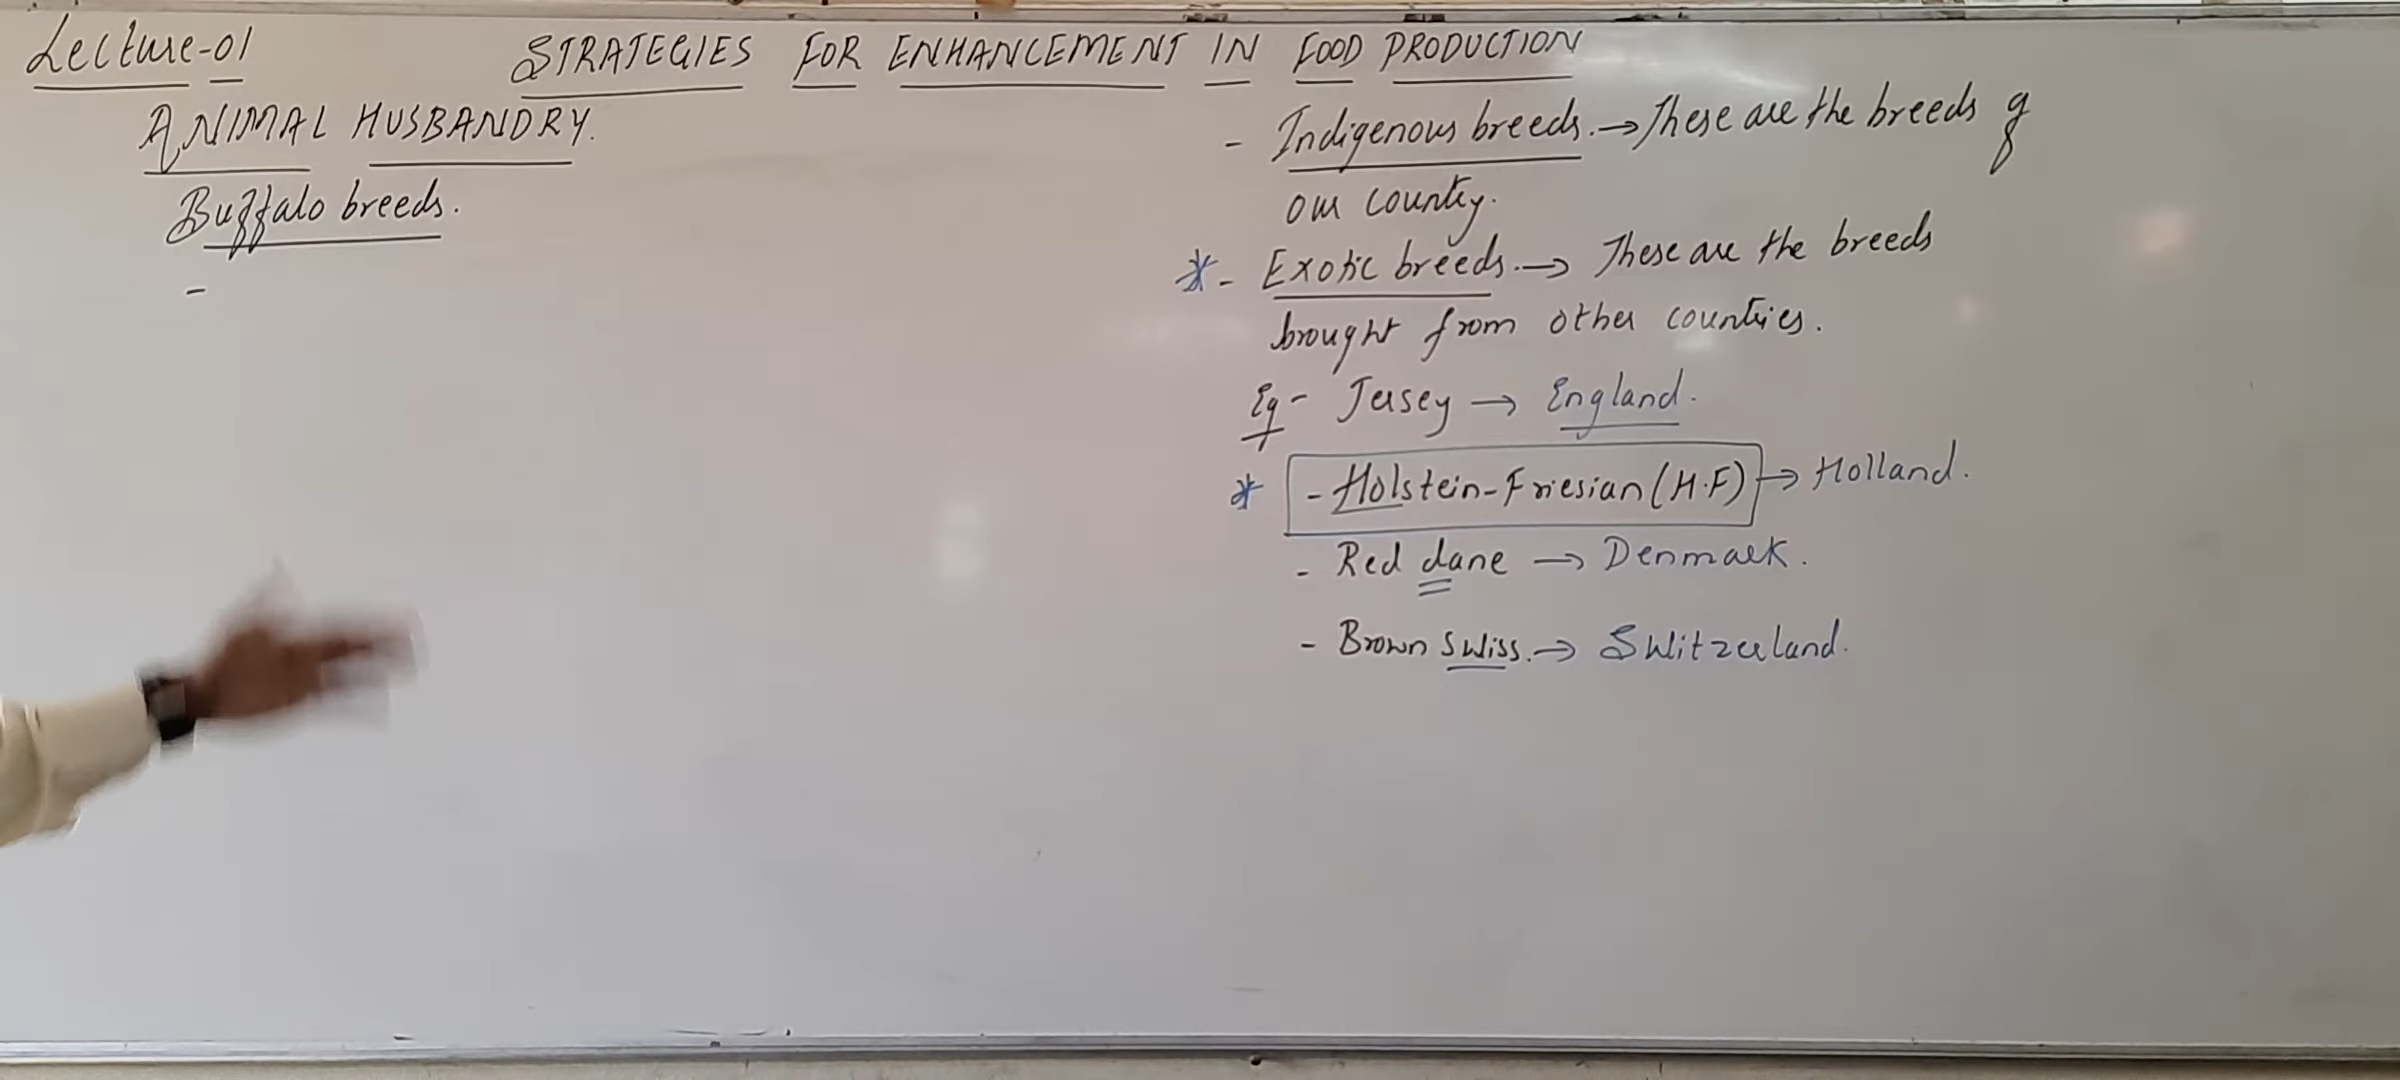 Lecture-01
STRATEGIES FOR ENHANCEMENT IN FOOD PRODUCTION
ANIMAL HUSBANDRY.
Buffalo breeds.
-
- Indigenous breeds. → These are the breeds of
our country.
*- Exotic breeds. → These are the breeds
brought from other countries.
Eg - Jersey → England.
* - Holstein-Friesian (H.F) → Holland.
- Red dane → Denmark.
- Brown Swiss. → Switzerland.